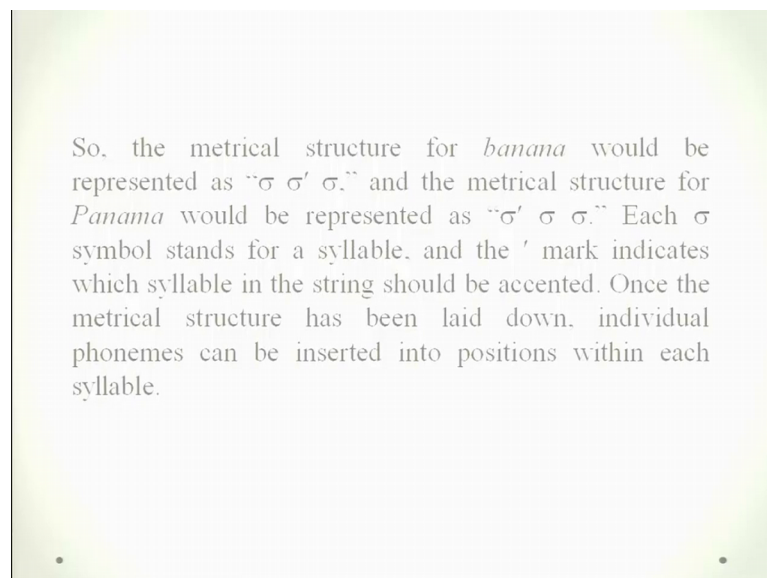 So, the metrical structure for banana would be
represented as “σ σ′ σ,” and the metrical structure for
Panama would be represented as “σ′ σ σ.” Each σ
symbol stands for a syllable, and the ′ mark indicates
which syllable in the string should be accented. Once the
metrical structure has been laid down, individual
phonemes can be inserted into positions within each
syllable.